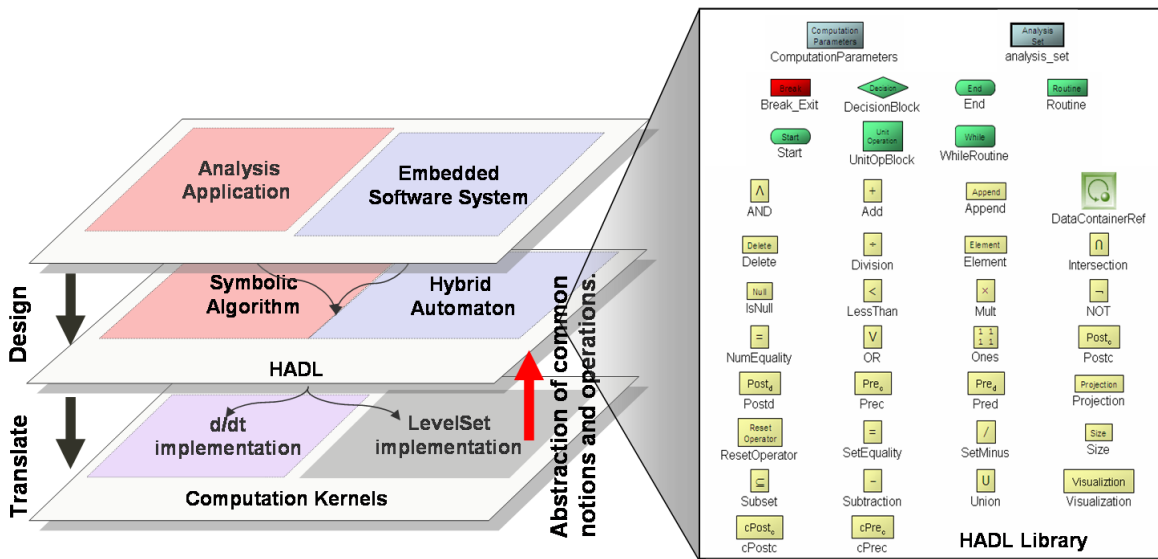 Analysis
Application
Embedded
Software System
Symbolic
Algorithm
Hybrid
Automaton
HADL
d/dt
implementation
LevelSet
implementation
Computation Kernels
Design
Translate
Abstraction of common
notions and operations.
Computation
Parameters
ComputationParameters
Analysis
Set
analysis_set
Break
Break_Exit
Decision
DecisionBlock
End
End
Routine
Routine
Start
Start
Unit
Operation
UnitOpBlock
While
WhileRoutine
Λ
AND
+
Add
Append
Append
DataContainerRef
Delete
Delete
÷
Division
Element
Element
∩
Intersection
Null
IsNull
<
LessThan
×
Mult
¬
NOT
=
NumEquality
V
OR
1 1
1 1
Ones
Postc
Postc
Postd
Postd
Prec
Prec
Pred
Pred
Projection
Projection
Reset
Operator
ResetOperator
=
SetEquality
/
SetMinus
Size
Size
⊆
Subset
−
Subtraction
U
Union
Visualiztion
Visualization
cPostc
cPostc
cPrec
cPrec
HADL Library